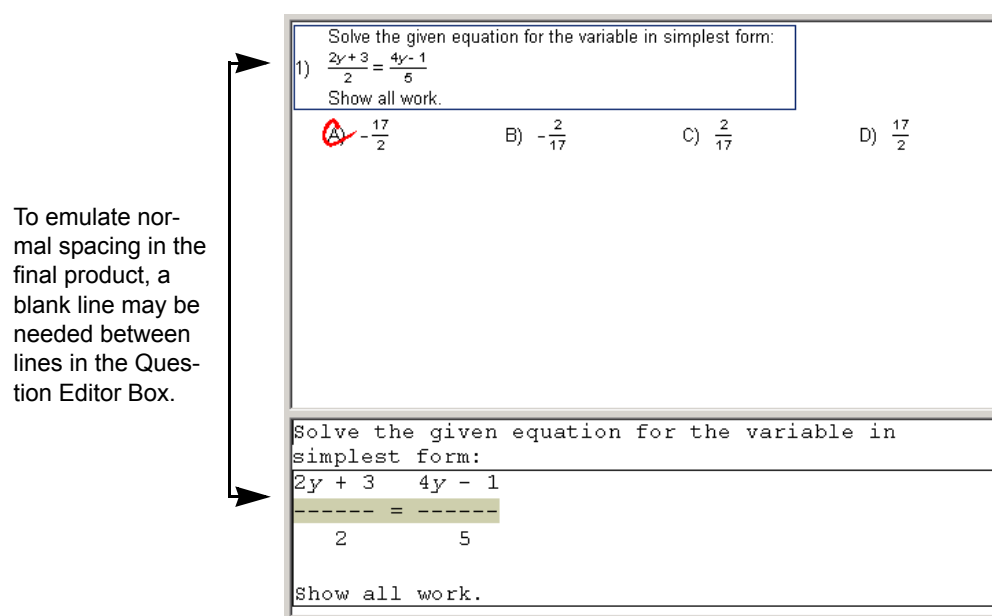 Solve the given equation for the variable in simplest form:
1) 2y + 3 / 2 = 4y - 1 / 5
Show all work.
A) -17/2 B) -2/17 C) 2/17 D) 17/2
To emulate nor-
mal spacing in the
final product, a
blank line may be
needed between
lines in the Ques-
tion Editor Box.
Solve the given equation for the variable in
simplest form:
2y + 3 4y - 1
------ = ------
2 5
Show all work.